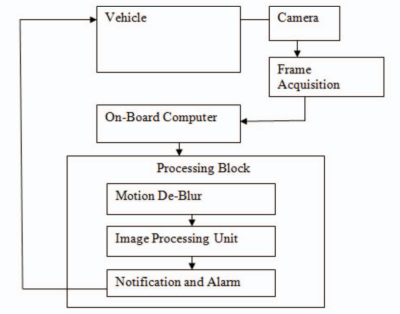 Vehicle
Camera
Frame
Acquisition
On-Board Computer
Processing Block
Motion De-Blur
Image Processing Unit
Notification and Alarm